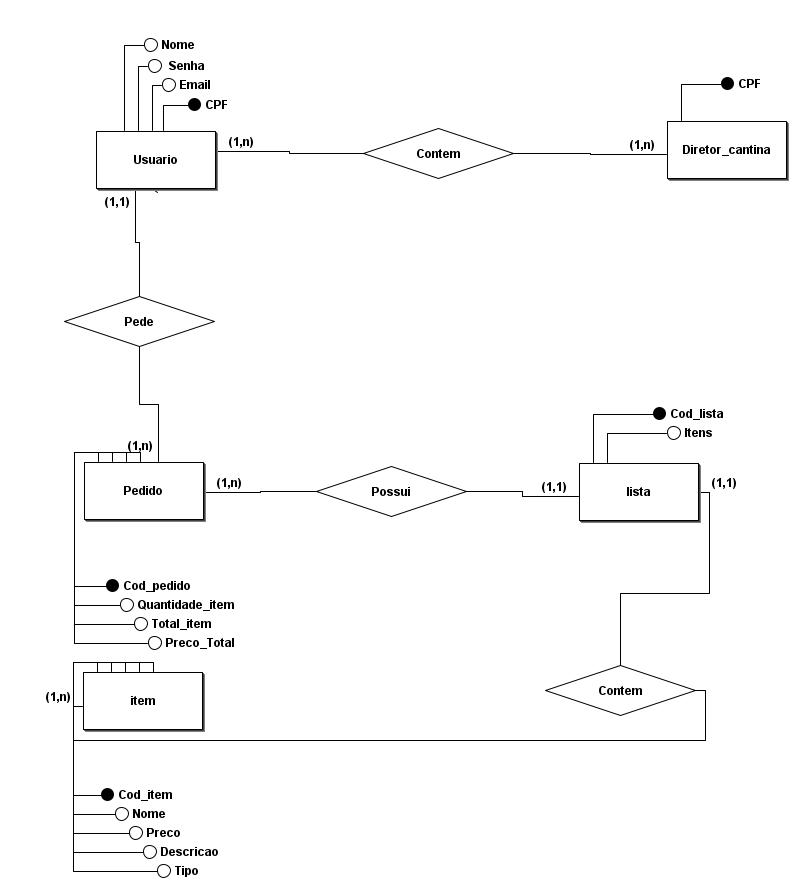 Nome
Senha
Email
CPF
CPF
Usuario
(1,n)
Contem
(1,n)
Diretor_cantina
(1,1)
Pede
Cod_lista
Itens
(1,n)
Pedido
(1,n)
Possui
(1,1)
lista
(1,1)
Cod_pedido
Quantidade_item
Total_item
Preco_Total
(1,n)
item
Contem
Cod_item
Nome
Preco
Descricao
Tipo